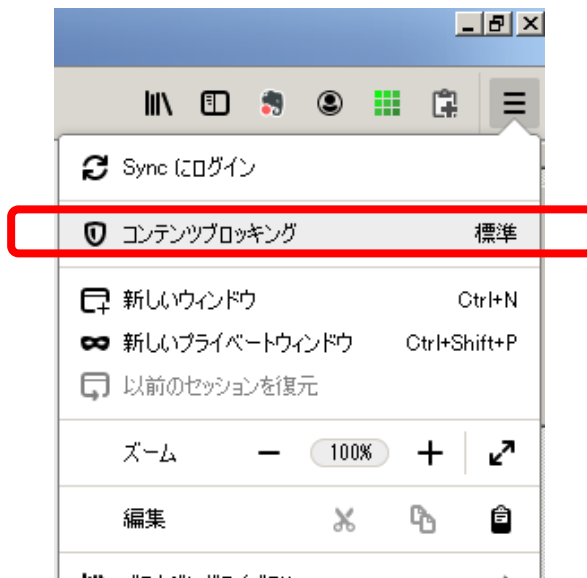 Sync にログイン
コンテンツブロッキング 標準
新しいウィンドウ Ctrl+N
新しいプライベートウィンドウ Ctrl+Shift+P
以前のセッションを復元
ズーム 100%
編集